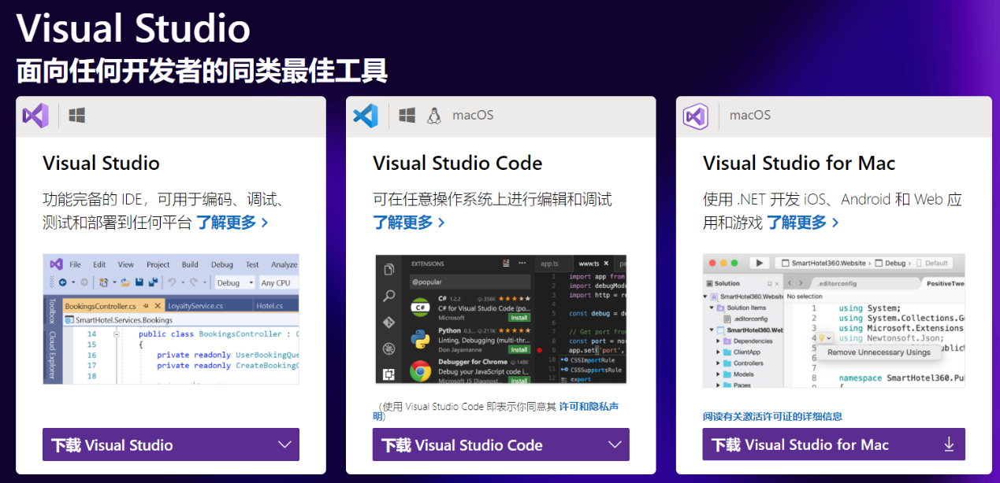 Visual Studio
面向任何开发者的同类最佳工具
Visual Studio
功能完备的 IDE，可用于编码、调试、
测试和部署到任何平台 了解更多
File Edit View Project Build Debug Test Analyze
Debug Any CPU
Toolbox
Cloud Explorer
BookingsController.cs LoyaltyService.cs Hotel.cs
SmartHotel.Services.Bookings
14 public class BookingsController : C
15 {
16 private readonly UserBookingQue
17 private readonly CreateBookingC
18
下载 Visual Studio
macOS
Visual Studio Code
可在任意操作系统上进行编辑和调试
了解更多
EXTENSIONS
@popular
C# 1.2.2 356K
C# for Visual Studio Code (po...
Microsoft Install
Python 0.3... 211K
Linting, Debugging (multi-thr...
Don Jayamanne Install
Debugger for Chrome 148K
Debug your JavaScript code i...
Microsoft JS Diagnost... Install
app.ts www.ts
1 import app from
2 import debugModu
3 import http = re
4
5 const debug = de
6
7 // Get port from
8 const port = nor
9 app.set('port',
10 CSSImportRule
11 CSSSupportsRule
12 export
（使用 Visual Studio Code 即表示你同意其 许可和隐私声
明)
下载 Visual Studio Code
macOS
Visual Studio for Mac
使用 .NET 开发 iOS、Android 和 Web 应
用和游戏 了解更多
SmartHotel360.Website Debug Default
Solution
SmartHotel360.Websit
Solution Items
.editorconfig
SmartHotel360.Web
Dependencies
ClientApp
Controllers
Models
Pages
.editorconfig PositiveTwe
No selection
1 using System;
2 using System.Collections.Ge
3 using Microsoft.Extensions
4 using Newtonsoft.Json;
Remove Unnecessary Usings
namespace SmartHotel360.Pu
8 {
阅读有关激活许可证的详细信息
下载 Visual Studio for Mac